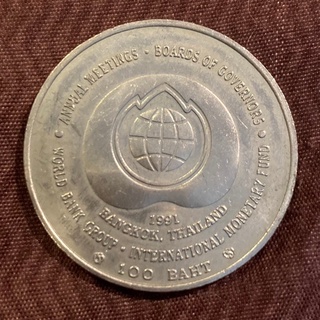 ANNUAL MEETINGS · BOARDS OF GOVERNORS
1991
BANGKOK, THAILAND
· WORLD BANK GROUP · INTERNATIONAL MONETARY FUND ·
$ 100 BAHT $